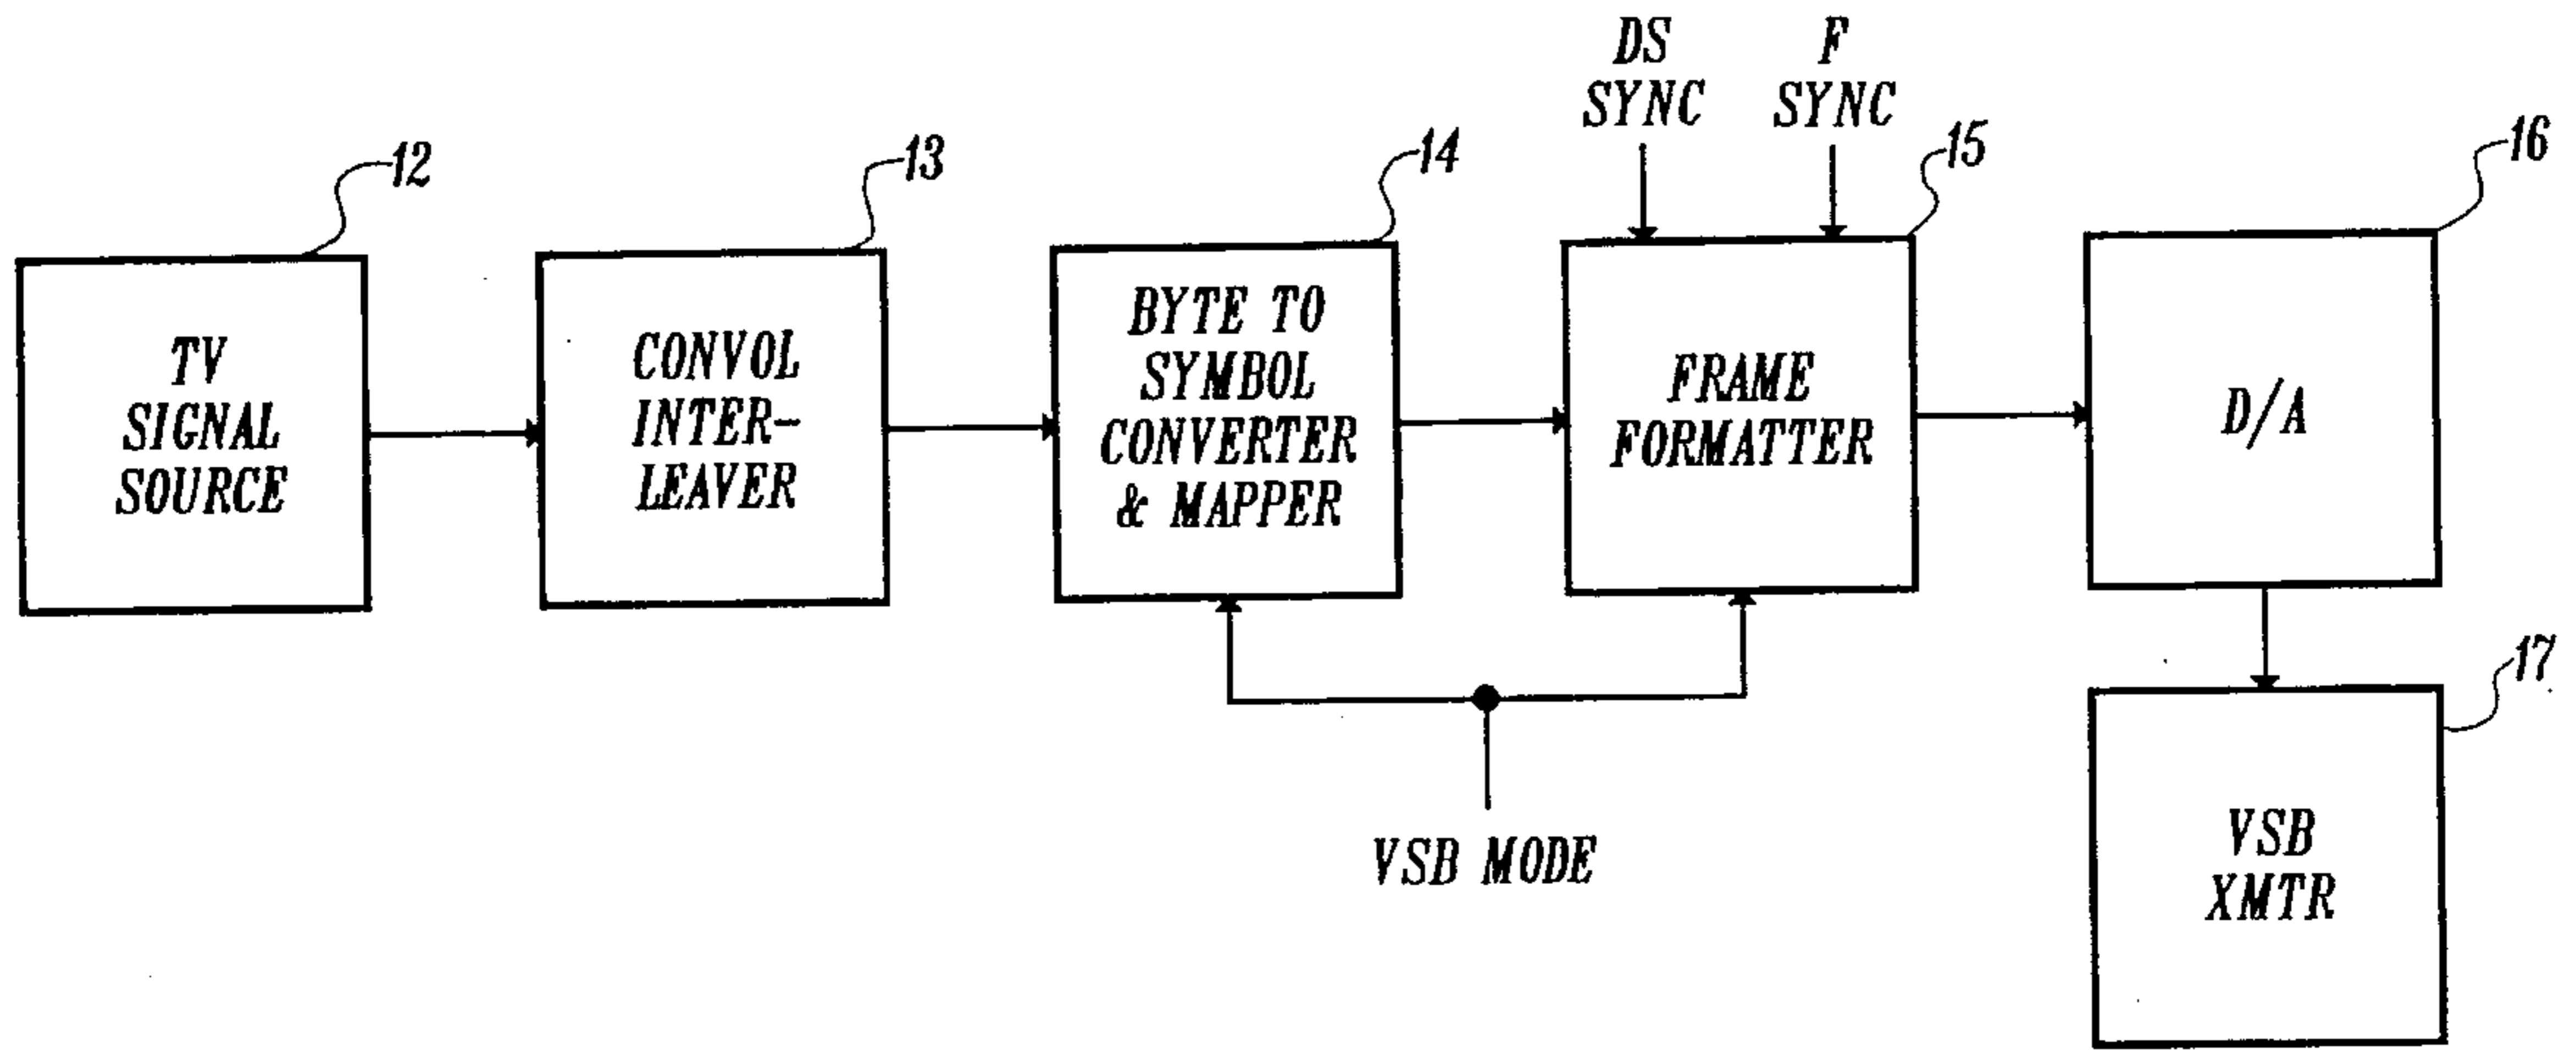 DS
SYNC
F
SYNC
12
13
14
15
16
TV
SIGNAL
SOURCE
CONVOL
INTER-
LEAVER
BYTE TO
SYMBOL
CONVERTER
& MAPPER
FRAME
FORMATTER
D/A
17
VSB MODE
VSB
XMTR